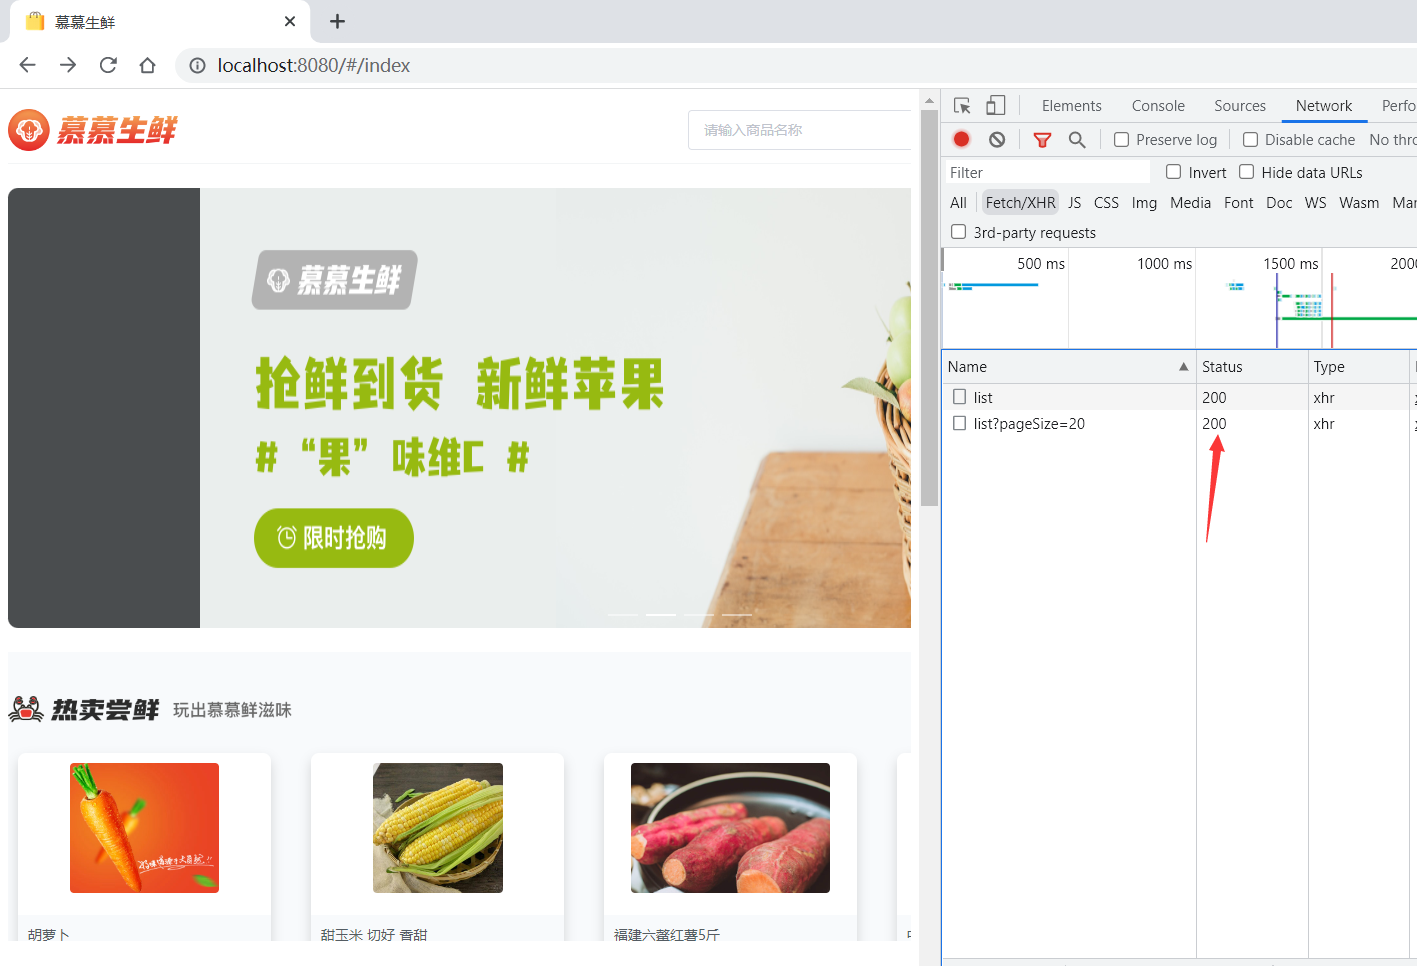 慕慕生鲜
localhost:8080/#/index
慕慕生鲜
请输入商品名称
慕慕生鲜
抢鲜到货 新鲜苹果
# “果”味维C #
限时抢购
热卖尝鲜 玩出慕慕鲜滋味
胡萝卜
甜玉米 切好 香甜
福建六鳌红薯5斤
Elements Console Sources Network Perfo
Preserve log Disable cache No thro
Filter
Invert Hide data URLs
All Fetch/XHR JS CSS Img Media Font Doc WS Wasm Man
3rd-party requests
500 ms 1000 ms 1500 ms 2000
Name Status Type
list 200 xhr
list?pageSize=20 200 xhr